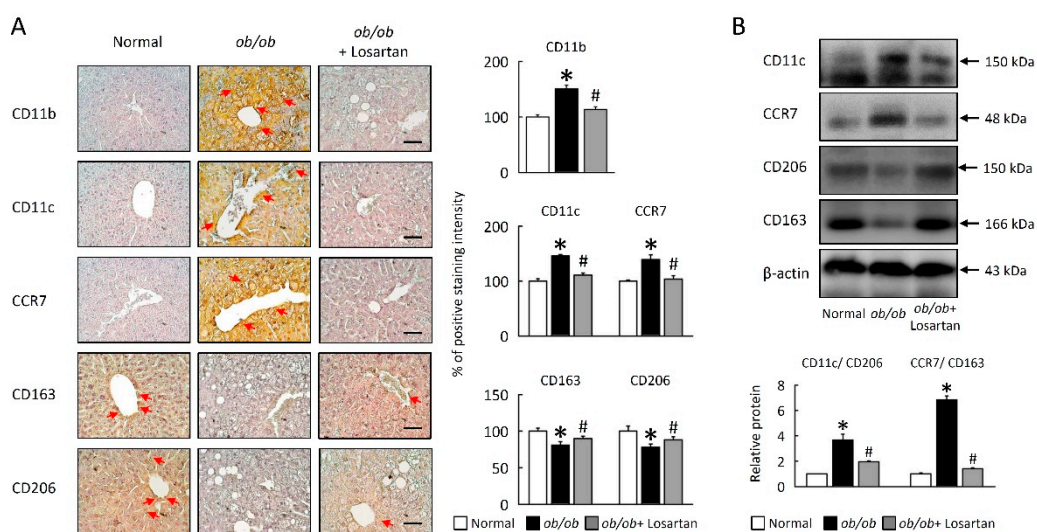 A
Normal
ob/ob
ob/ob
+ Losartan
CD11b
CD11c
CCR7
CD163
CD206
% of positive staining intensity
CD11b
200
*
#
100
0
CD11c CCR7
200
* *
# #
100
0
CD163 CD206
150
100
* # * #
50
0
Normal ob/ob ob/ob+ Losartan
B
CD11c 150 kDa
CCR7 48 kDa
CD206 150 kDa
CD163 166 kDa
β-actin 43 kDa
Normal ob/ob ob/ob+
Losartan
CD11c/ CD206 CCR7/ CD163
Relative protein
8
6
4
2
0
* # * #
Normal ob/ob ob/ob+ Losartan